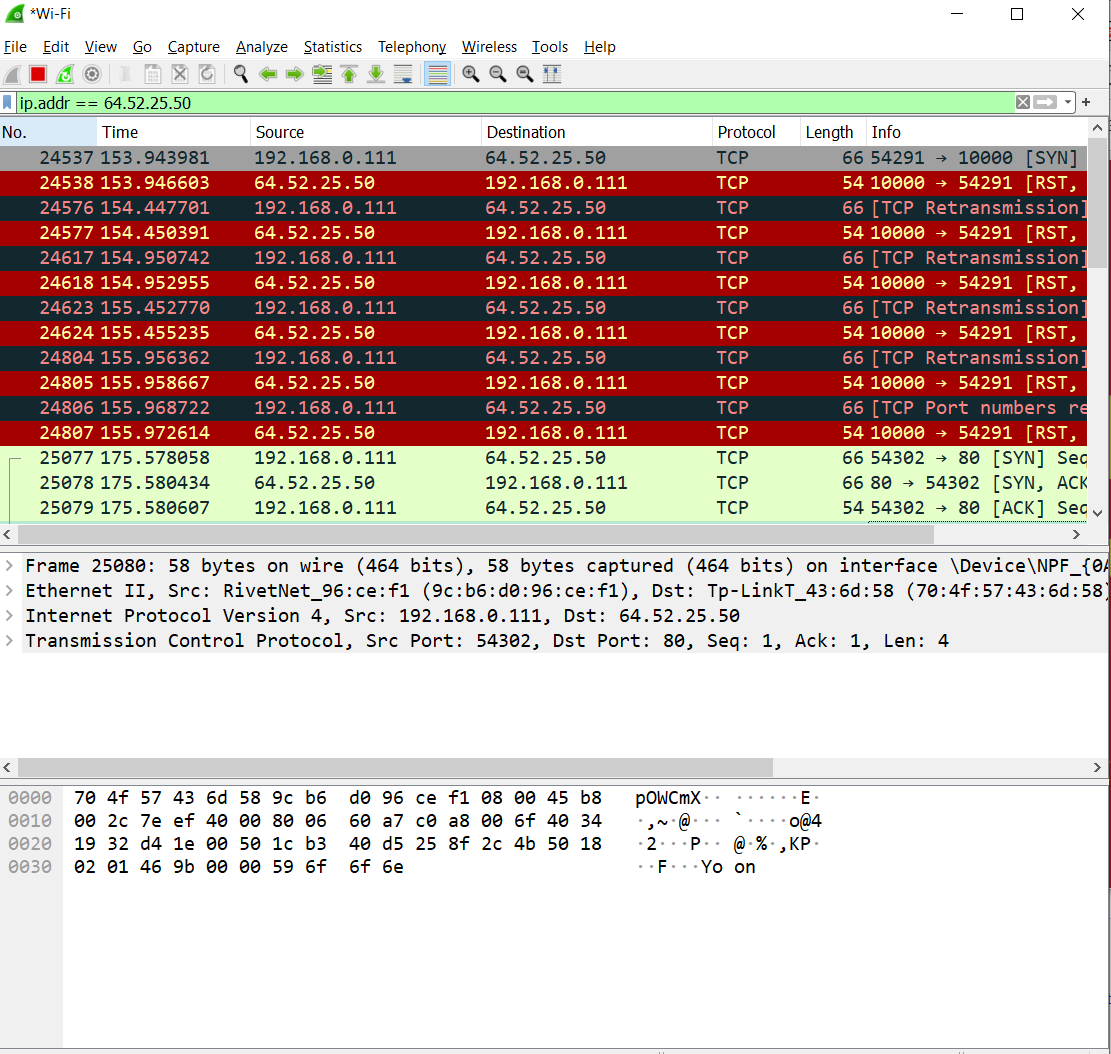 *Wi-Fi
File Edit View Go Capture Analyze Statistics Telephony Wireless Tools Help
ip.addr == 64.52.25.50
No. Time Source Destination Protocol Length Info
24537 153.943981 192.168.0.111 64.52.25.50 TCP 66 54291 → 10000 [SYN]
24538 153.946603 64.52.25.50 192.168.0.111 TCP 54 10000 → 54291 [RST,
24576 154.447701 192.168.0.111 64.52.25.50 TCP 66 [TCP Retransmission]
24577 154.450391 64.52.25.50 192.168.0.111 TCP 54 10000 → 54291 [RST,
24617 154.950742 192.168.0.111 64.52.25.50 TCP 66 [TCP Retransmission]
24618 154.952955 64.52.25.50 192.168.0.111 TCP 54 10000 → 54291 [RST,
24623 155.452770 192.168.0.111 64.52.25.50 TCP 66 [TCP Retransmission]
24624 155.455235 64.52.25.50 192.168.0.111 TCP 54 10000 → 54291 [RST,
24804 155.956362 192.168.0.111 64.52.25.50 TCP 66 [TCP Retransmission]
24805 155.958667 64.52.25.50 192.168.0.111 TCP 54 10000 → 54291 [RST,
24806 155.968722 192.168.0.111 64.52.25.50 TCP 66 [TCP Port numbers re
24807 155.972614 64.52.25.50 192.168.0.111 TCP 54 10000 → 54291 [RST,
25077 175.578058 192.168.0.111 64.52.25.50 TCP 66 54302 → 80 [SYN] Seq
25078 175.580434 64.52.25.50 192.168.0.111 TCP 66 80 → 54302 [SYN, ACK
25079 175.580607 192.168.0.111 64.52.25.50 TCP 54 54302 → 80 [ACK] Seq
Frame 25080: 58 bytes on wire (464 bits), 58 bytes captured (464 bits) on interface \Device\NPF_{0A
Ethernet II, Src: RivetNet_96:ce:f1 (9c:b6:d0:96:ce:f1), Dst: Tp-LinkT_43:6d:58 (70:4f:57:43:6d:58)
Internet Protocol Version 4, Src: 192.168.0.111, Dst: 64.52.25.50
Transmission Control Protocol, Src Port: 54302, Dst Port: 80, Seq: 1, Ack: 1, Len: 4
0000 70 4f 57 43 6d 58 9c b6 d0 96 ce f1 08 00 45 b8 pOWCmX·· ······E·
0010 00 2c 7e ef 40 00 80 06 60 a7 c0 a8 00 6f 40 34 ·,~·@··· `····o@4
0020 19 32 d4 1e 00 50 1c b3 40 d5 25 8f 2c 4b 50 18 ·2···P·· @·%·,KP·
0030 02 01 46 9b 00 00 59 6f 6f 6e ··F···Yo on